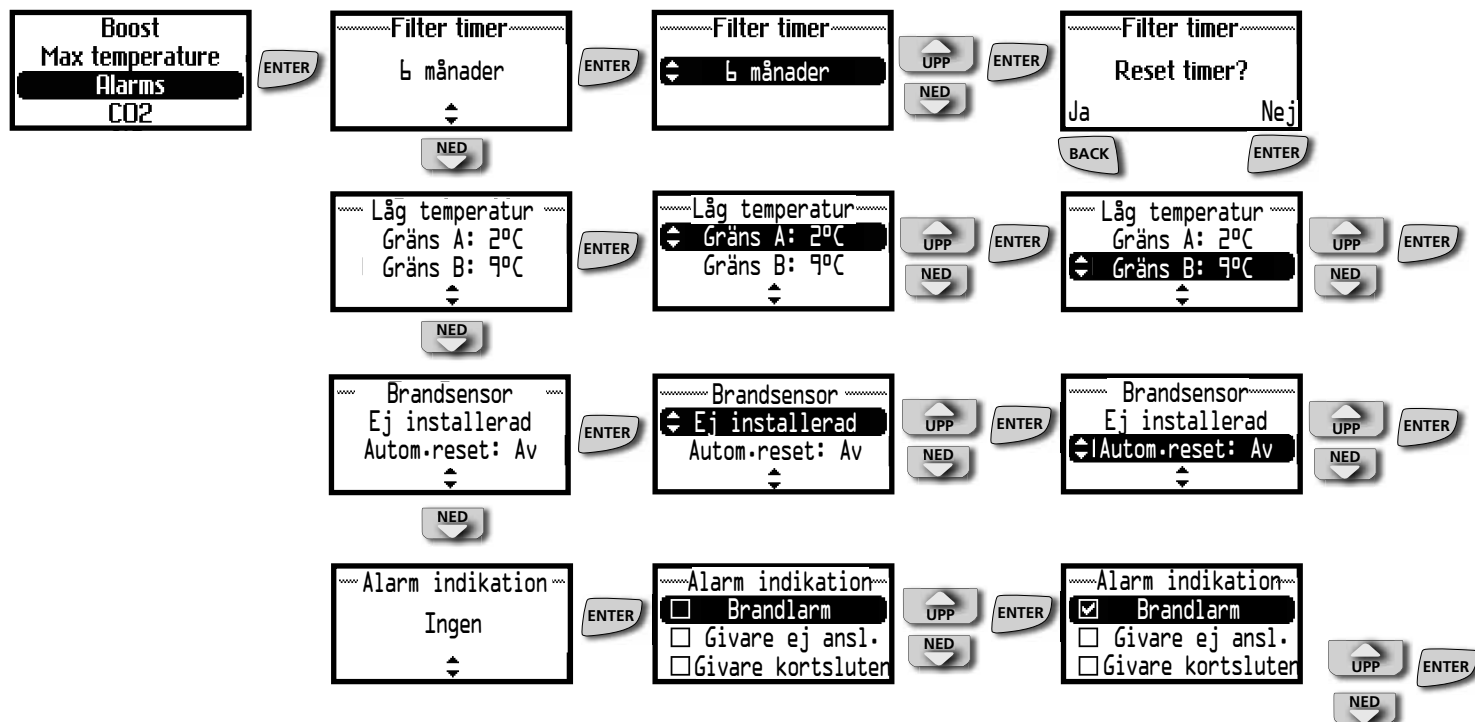 Boost
Max temperature
Alarms
CO2
ENTER
Filter timer
6 månader
ENTER
Filter timer
6 månader
UPP
NED
ENTER
Filter timer
Reset timer?
Ja Nej
BACK ENTER
NED
Låg temperatur
Gräns A: 2ºC
Gräns B: 9ºC
ENTER
Låg temperatur
Gräns A: 2ºC
Gräns B: 9ºC
UPP
NED
ENTER
Låg temperatur
Gräns A: 2ºC
Gräns B: 9ºC
UPP
NED
ENTER
NED
Brandsensor
Ej installerad
Autom.reset: Av
ENTER
Brandsensor
Ej installerad
Autom.reset: Av
UPP
NED
ENTER
Brandsensor
Ej installerad
Autom.reset: Av
UPP
NED
ENTER
NED
Alarm indikation
Ingen
ENTER
Alarm indikation
Brandlarm
Givare ej ansl.
Givare kortsluten
UPP
NED
ENTER
Alarm indikation
Brandlarm
Givare ej ansl.
Givare kortsluten
UPP
NED
ENTER